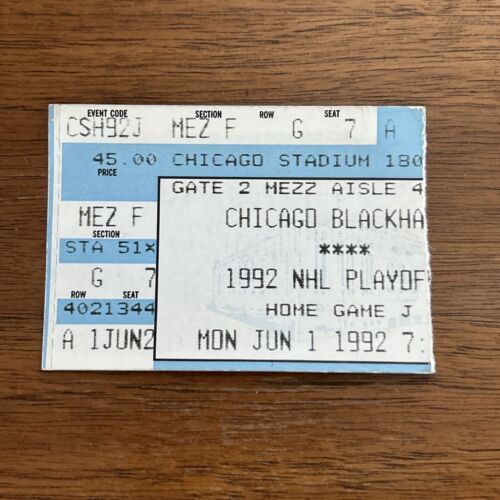 EVENT CODE SECTION ROW SEAT
CSH92J MEZ F G 7 A
45.00 CHICAGO STADIUM 180
PRICE
GATE 2 MEZZ AISLE 4
MEZ F CHICAGO BLACKHA
SECTION
STA 51X ****
G 7 1992 NHL PLAYOF
ROW SEAT
4021344 HOME GAME J
A 1JUN2 MON JUN 1 1992 7: